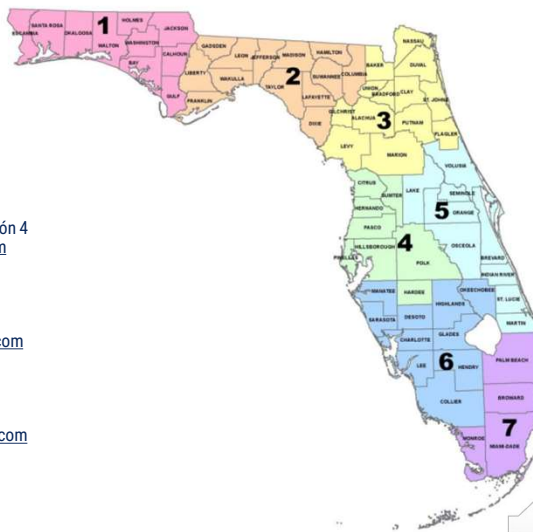 ón 4
m
com
com
HOLMES
SANTA ROSA
JACKSON
ESCAMBIA
OKALOOSA
1
WALTON
WASHINGTON
BAY
CALHOUN
GULF
GADSDEN
LEON
JEFFERSON
MADISON
HAMILTON
LIBERTY
WAKULLA
2
SUWANNEE
COLUMBIA
TAYLOR
LAFAYETTE
FRANKLIN
DIXIE
NASSAU
BAKER
DUVAL
UNION
BRADFORD
CLAY
ST. JOHNS
GILCHRIST
ALACHUA
3
PUTNAM
FLAGLER
LEVY
MARION
VOLUSIA
CITRUS
SUMTER
LAKE
SEMINOLE
HERNANDO
5
ORANGE
PASCO
HILLSBOROUGH
4
OSCEOLA
PINELLAS
POLK
BREVARD
INDIAN RIVER
MANATEE
HARDEE
HIGHLANDS
OKEECHOBEE
ST. LUCIE
SARASOTA
DESOTO
MARTIN
CHARLOTTE
GLADES
LEE
6
HENDRY
PALM BEACH
COLLIER
BROWARD
7
MONROE
MIAMI-DADE